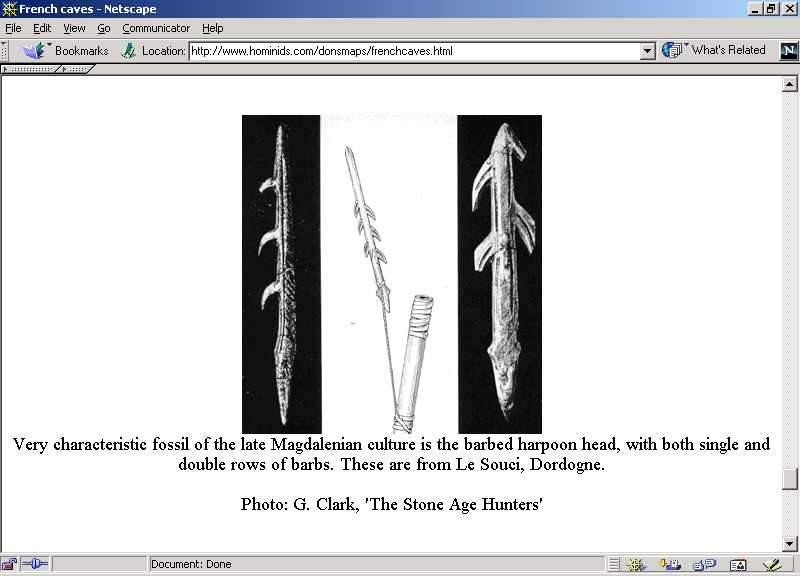 French caves - Netscape
File Edit View Go Communicator Help
Bookmarks Location: http://www.hominids.com/donsmaps/frenchcaves.html What's Related N
Very characteristic fossil of the late Magdalenian culture is the barbed harpoon head, with both single and
double rows of barbs. These are from Le Souci, Dordogne.
Photo: G. Clark, 'The Stone Age Hunters'
Document: Done